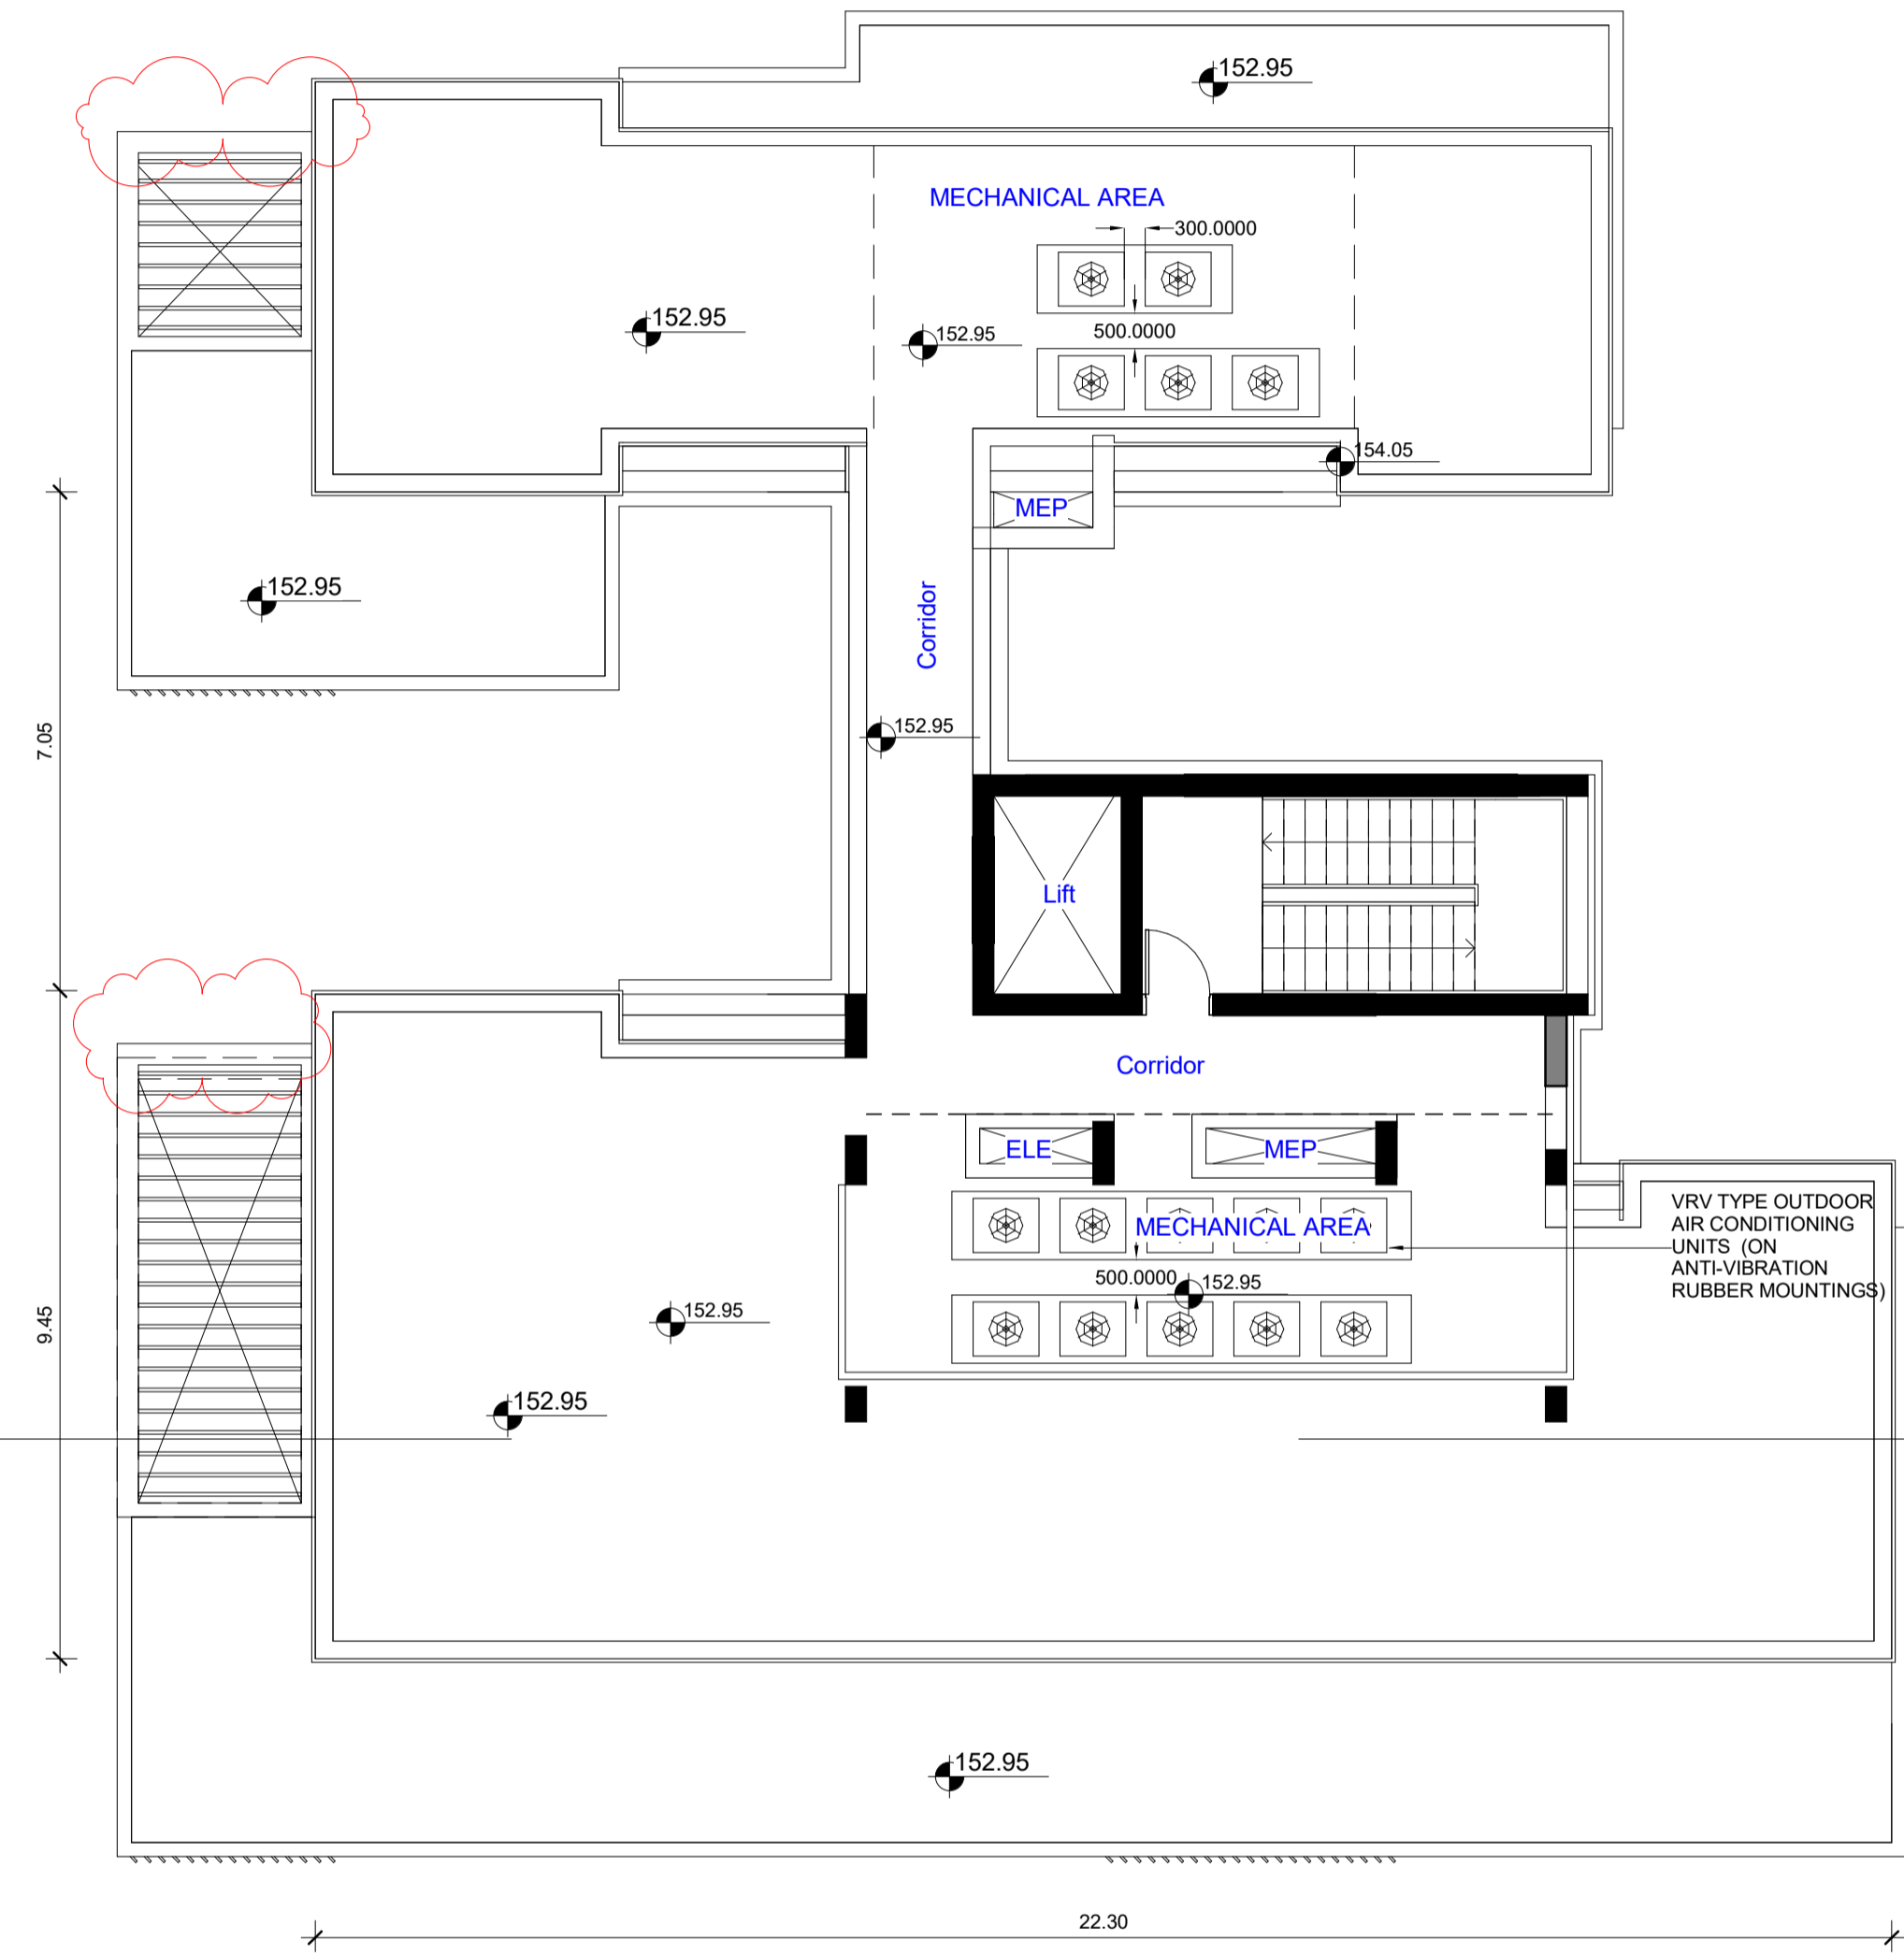 152.95
MECHANICAL AREA
300.0000
152.95
500.0000
152.95
154.05
MEP
152.95
Corridor
7.05
152.95
Lift
Corridor
ELE
MEP
VRV TYPE OUTDOOR
AIR CONDITIONING
UNITS (ON
ANTI-VIBRATION
RUBBER MOUNTINGS)
MECHANICAL AREA
500.0000
152.95
152.95
9.45
152.95
152.95
22.30